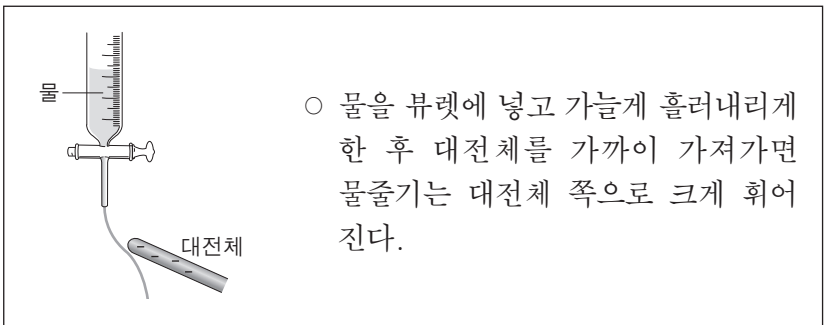 물
대전체
○ 물을 뷰렛에 넣고 가늘게 흘러내리게
한 후 대전체를 가까이 가져가면
물줄기는 대전체 쪽으로 크게 휘어
진다.